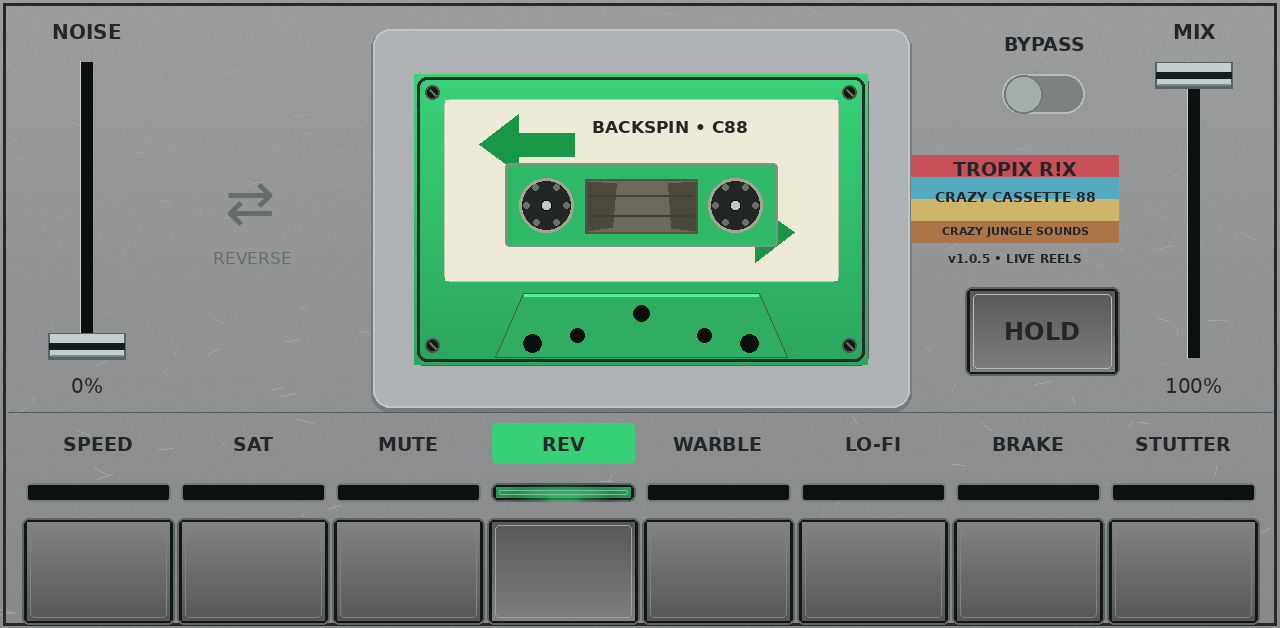 NOISE
0%
REVERSE
BACKSPIN • C88
BYPASS
TROPIX R!X
CRAZY CASSETTE 88
CRAZY JUNGLE SOUNDS
v1.0.5 • LIVE REELS
HOLD
MIX
100%
SPEED SAT MUTE REV WARBLE LO-FI BRAKE STUTTER